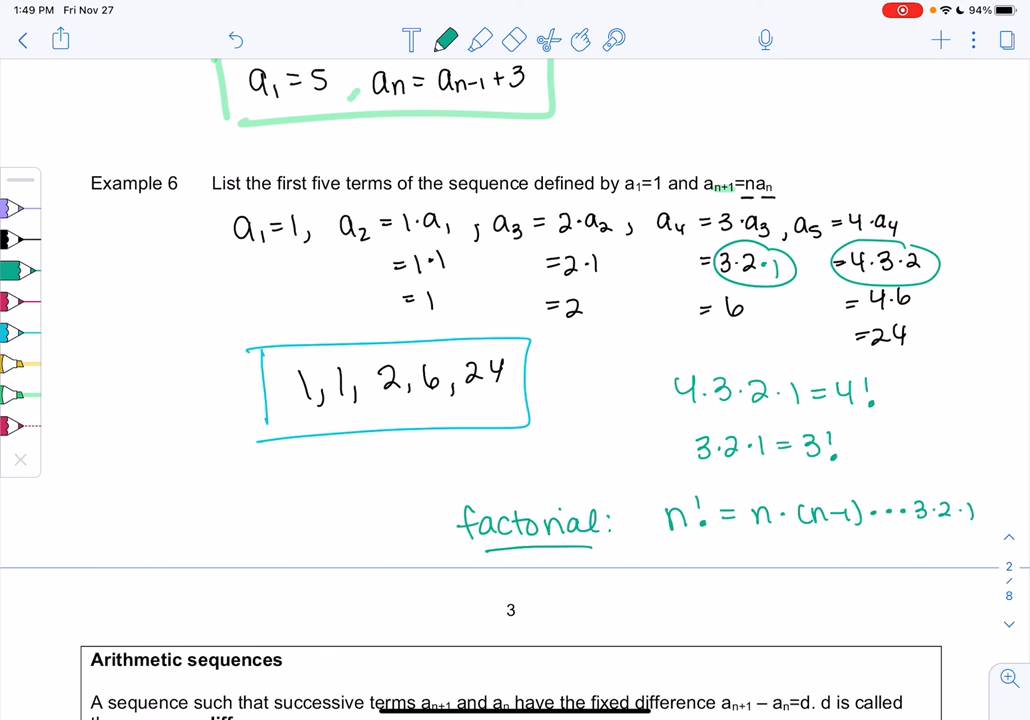 1:49 PM Fri Nov 27
94%
T
a₁ = 5 , aₙ = aₙ₋₁ + 3
Example 6 List the first five terms of the sequence defined by a₁=1 and aₙ₊₁=naₙ
a₁ = 1, a₂ = 1·a₁ , a₃ = 2·a₂ , a₄ = 3·a₃ , a₅ = 4·a₄
= 1·1 = 2·1 = 3·2·1 = 4·3·2
= 1 = 2 = 6 = 4·6
= 24
1, 1, 2, 6, 24
4·3·2·1 = 4!
3·2·1 = 3!
factorial: n! = n·(n-1)···3·2·1
2
/
8
3
Arithmetic sequences
A sequence such that successive terms aₙ₊₁ and aₙ have the fixed difference aₙ₊₁ – aₙ=d. d is called